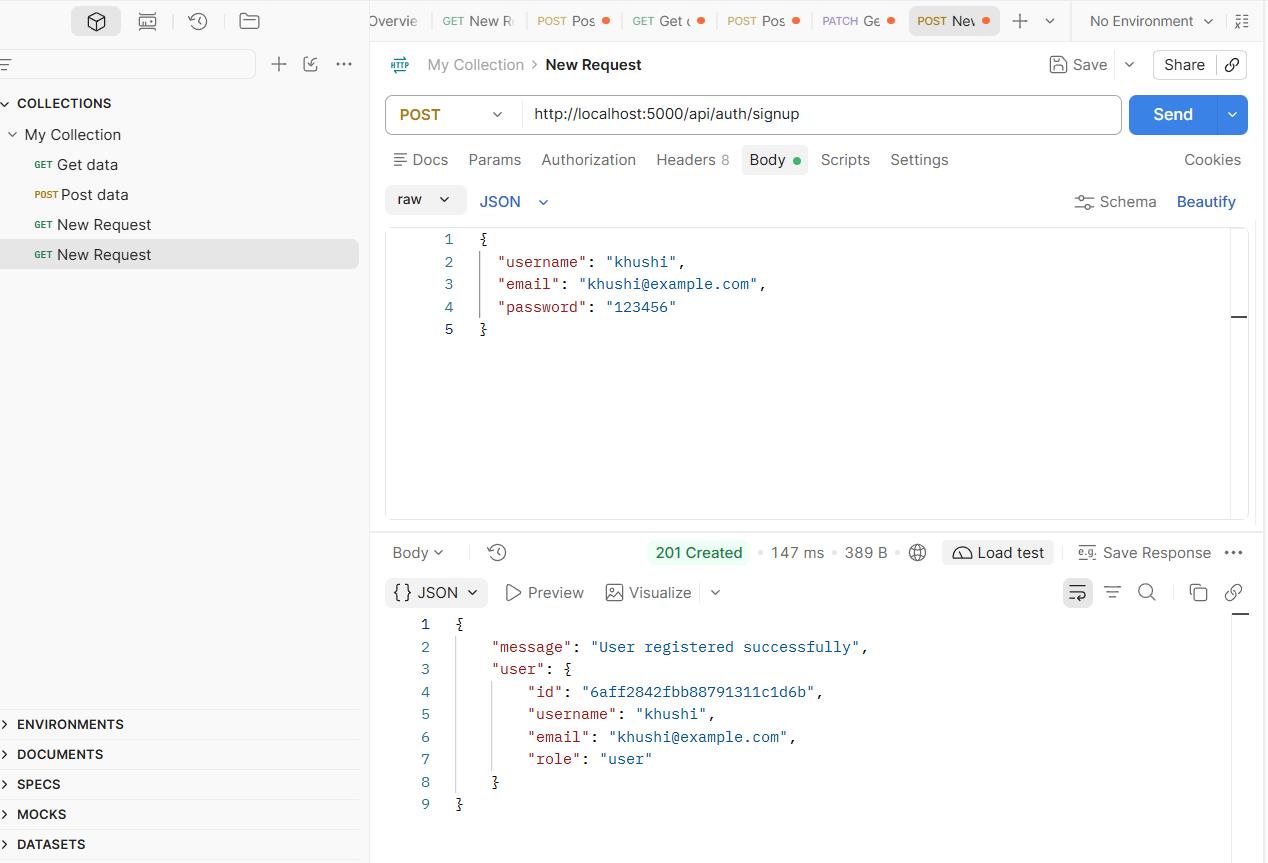 Overvie GET New R POST Pos GET Get c POST Pos PATCH Ge POST Nev No Environment
HTTP My Collection > New Request Save Share
COLLECTIONS
My Collection
GET Get data
POST Post data
GET New Request
GET New Request
POST http://localhost:5000/api/auth/signup Send
Docs Params Authorization Headers 8 Body Scripts Settings Cookies
raw JSON Schema Beautify
1 {
2 "username": "khushi",
3 "email": "khushi@example.com",
4 "password": "123456"
5 }
Body 201 Created • 147 ms • 389 B • Load test e.g. Save Response
{} JSON Preview Visualize
1 {
2 "message": "User registered successfully",
3 "user": {
4 "id": "6aff2842fbb88791311c1d6b",
5 "username": "khushi",
6 "email": "khushi@example.com",
7 "role": "user"
8 }
9 }
ENVIRONMENTS
DOCUMENTS
SPECS
MOCKS
DATASETS